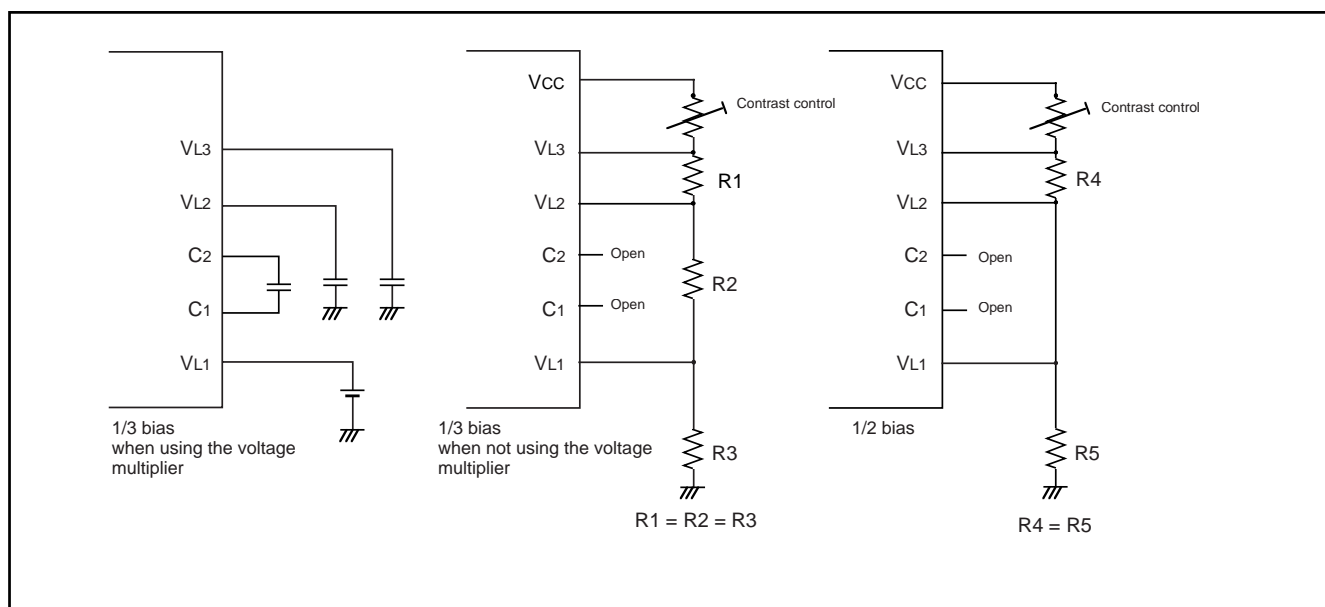 VL3
VL2
C2
C1
VL1
1/3 bias
when using the voltage
multiplier
VCC
Contrast control
VL3
R1
VL2
C2
Open
R2
C1
Open
VL1
1/3 bias
when not using the voltage
multiplier
R3
R1 = R2 = R3
VCC
Contrast control
VL3
R4
VL2
C2
Open
C1
Open
VL1
1/2 bias
R5
R4 = R5